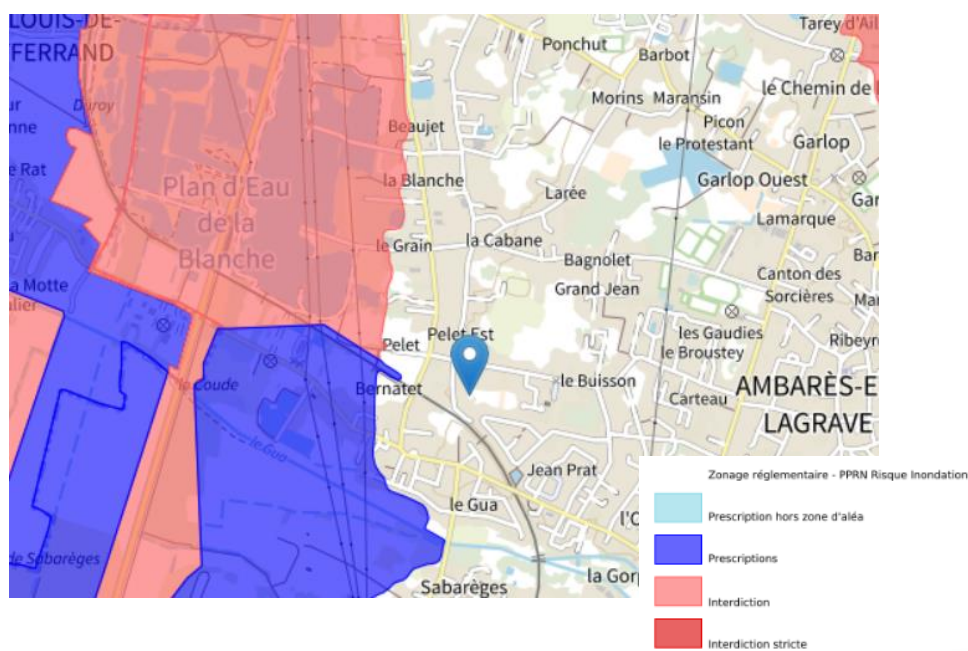 LOUIS-DE-
FERRAND
Tarey d'Ail
Ponchut
Barbot
le Chemin de
Duroy
Morins
Maransin
Picon
Beaujet
le Protestant
Garlop
Rat
Plan d'Eau
de la
Blanche
la Blanche
Larée
Garlop Ouest
Gar
Lamarque
le Grain
la Cabane
Bagnolet
Bar
Canton des
Sorcières
Grand Jean
La Motte
Pelet Est
les Gaudies
Ribeyr
Pelet
le Broustey
le Coude
Bernatet
le Buisson
Carteau
AMBARÈS-E
LAGRAVE
le Gua
Jean Prat
le Gua
l'O
de Sabarèges
Sabarèges
la Gorp
Zonage réglementaire - PPRN Risque Inondation
Prescription hors zone d'aléa
Prescriptions
Interdiction
Interdiction stricte